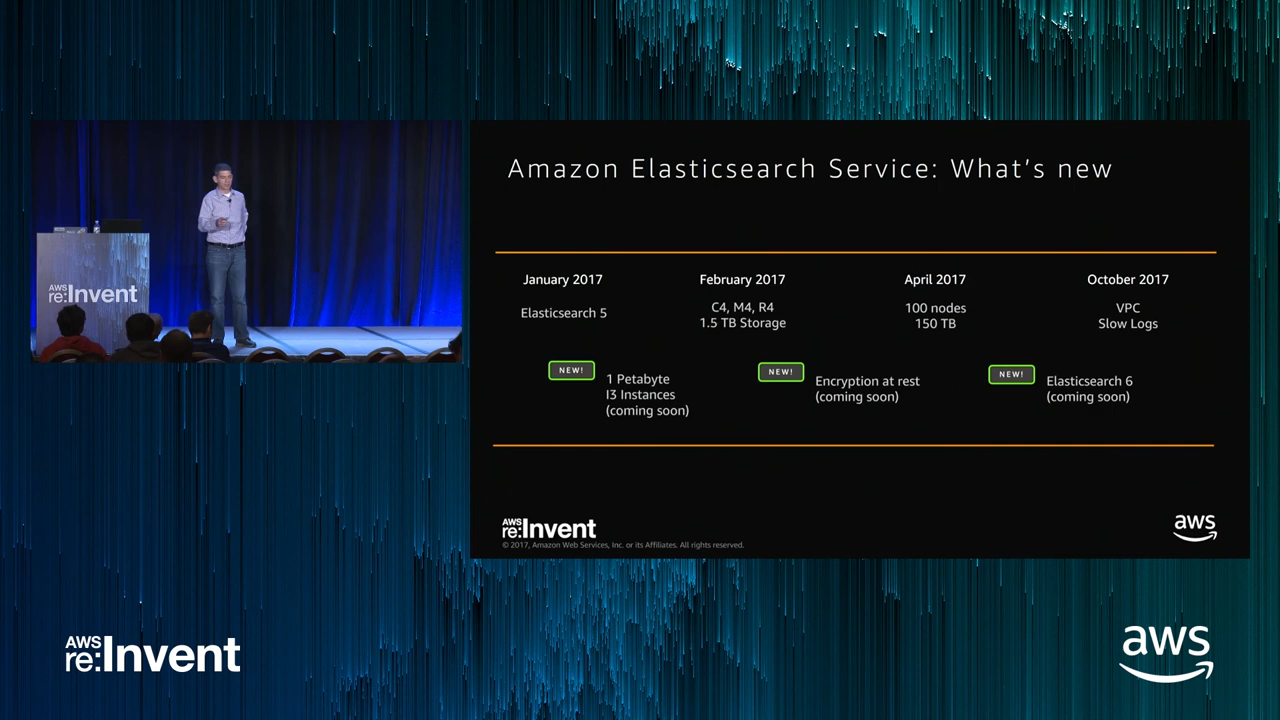 AWS
re:Invent
Amazon Elasticsearch Service: What's new
January 2017
February 2017
April 2017
October 2017
Elasticsearch 5
C4, M4, R4
1.5 TB Storage
100 nodes
150 TB
VPC
Slow Logs
NEW!
1 Petabyte
I3 Instances
(coming soon)
NEW!
Encryption at rest
(coming soon)
NEW!
Elasticsearch 6
(coming soon)
AWS
re:Invent
© 2017, Amazon Web Services, Inc. or its Affiliates. All rights reserved.
aws
AWS
re:Invent
aws